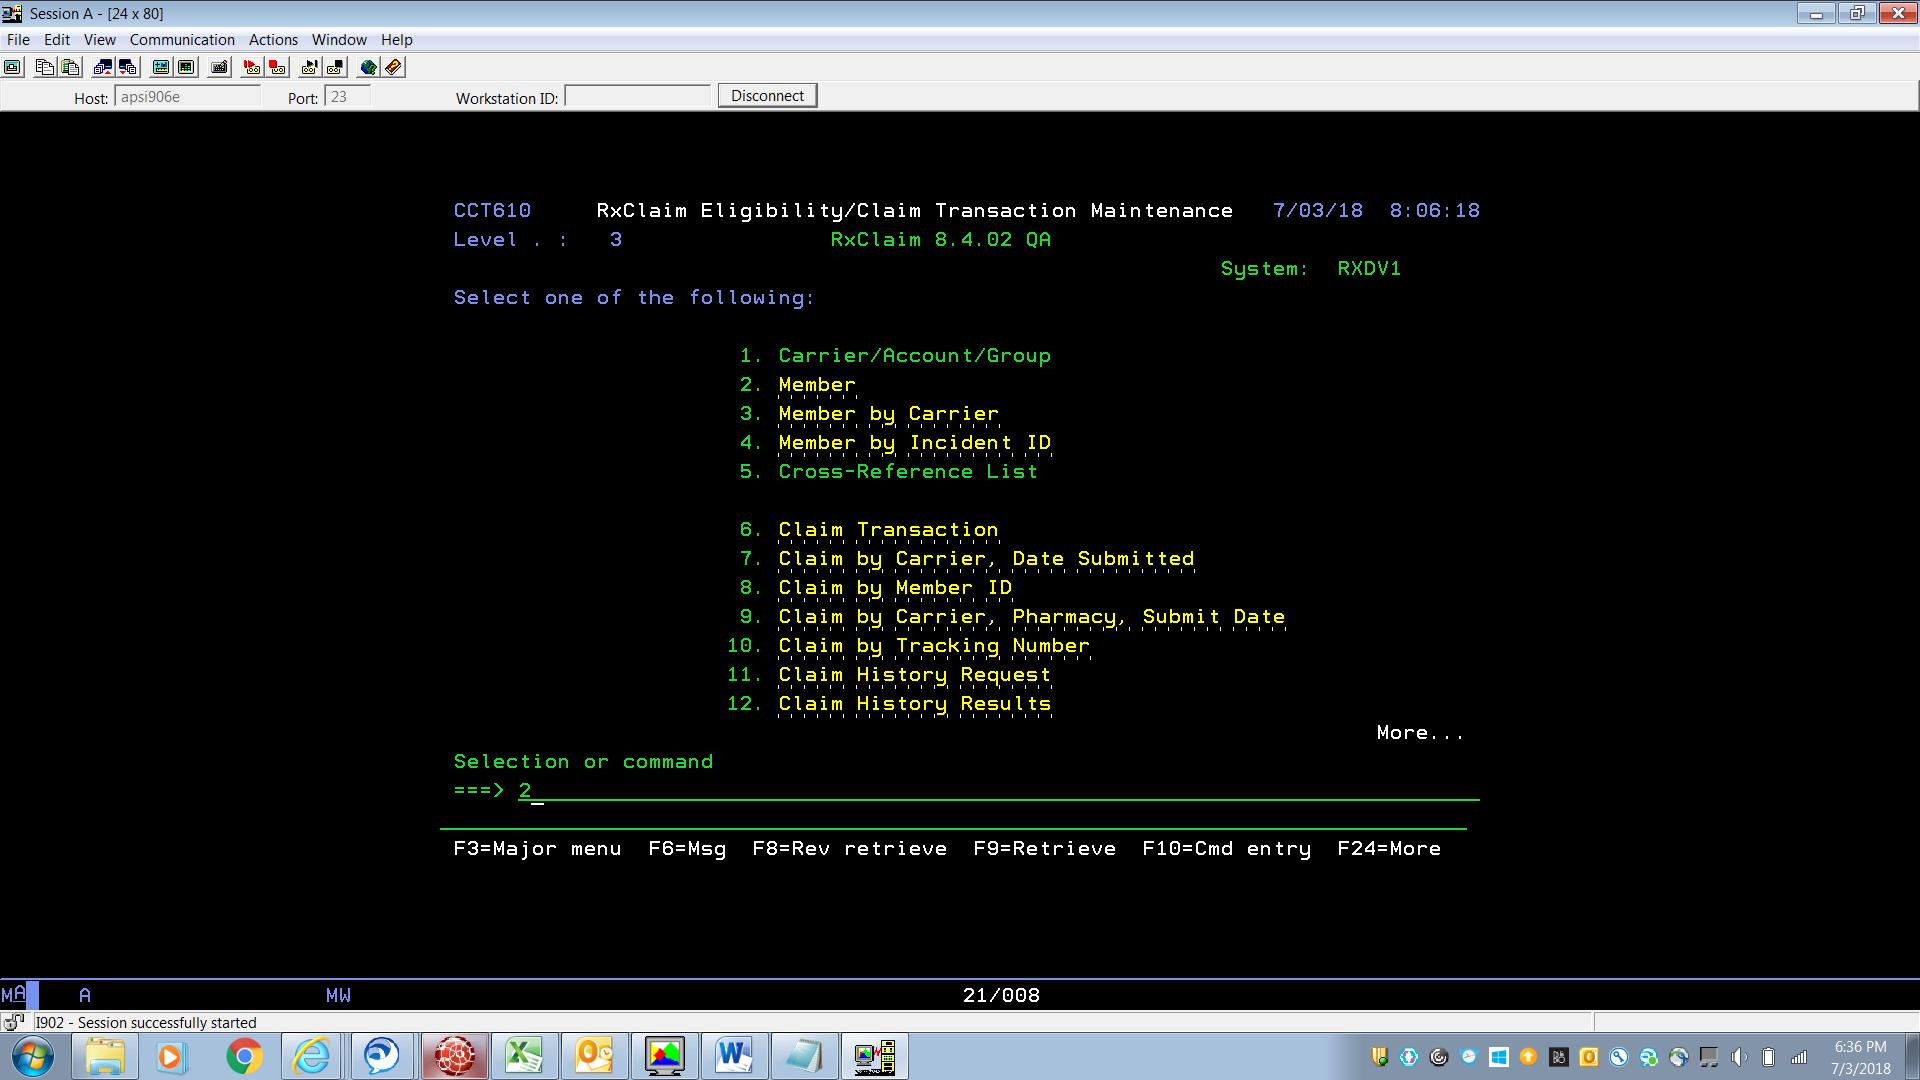 Session A - [24 x 80]
File Edit View Communication Actions Window Help
Host: apsi906e Port: 23 Workstation ID: Disconnect
CCT610 RxClaim Eligibility/Claim Transaction Maintenance 7/03/18 8:06:18
Level . : 3 RxClaim 8.4.02 QA
System: RXDV1
Select one of the following:
1. Carrier/Account/Group
2. Member
3. Member by Carrier
4. Member by Incident ID
5. Cross-Reference List
6. Claim Transaction
7. Claim by Carrier, Date Submitted
8. Claim by Member ID
9. Claim by Carrier, Pharmacy, Submit Date
10. Claim by Tracking Number
11. Claim History Request
12. Claim History Results
More...
Selection or command
===> 2_
F3=Major menu F6=Msg F8=Rev retrieve F9=Retrieve F10=Cmd entry F24=More
MA A MW 21/008
I902 - Session successfully started
6:36 PM
7/3/2018